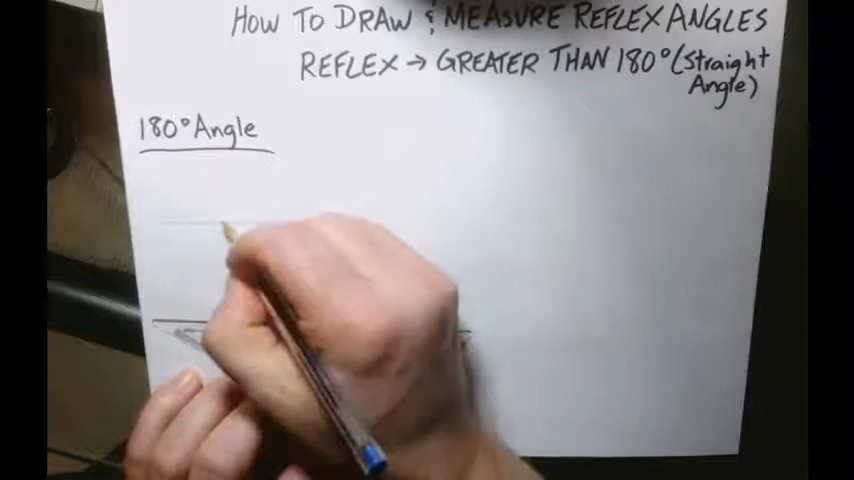 HOW TO DRAW & MEASURE REFLEX ANGLES
REFLEX → GREATER THAN 180° (Straight
Angle)
180° Angle